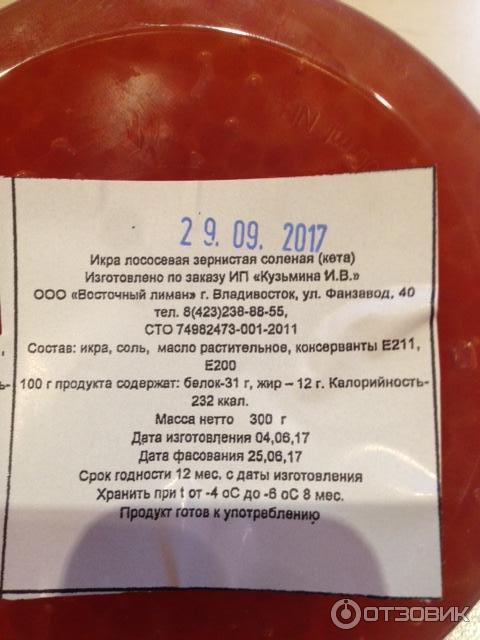 29.09.2017
Икра лососевая зернистая соленая (кета)
Изготовлено по заказу ИП «Кузьмина И.В.»
ООО «Восточный лиман» г. Владивосток, ул. Фанзавод, 40
тел. 8(423)238-88-55,
СТО 74982473-001-2011
Состав: икра, соль, масло растительное, консерванты Е211,
Е200
100 г продукта содержат: белок-31 г, жир – 12 г. Калорийность-
232 ккал.
Масса нетто 300 г
Дата изготовления 04,06,17
Дата фасования 25,06,17
Срок годности 12 мес. с даты изготовления
Хранить при t от -4 оС до -6 оС 8 мес.
Продукт готов к употреблению
ОТЗОВИК